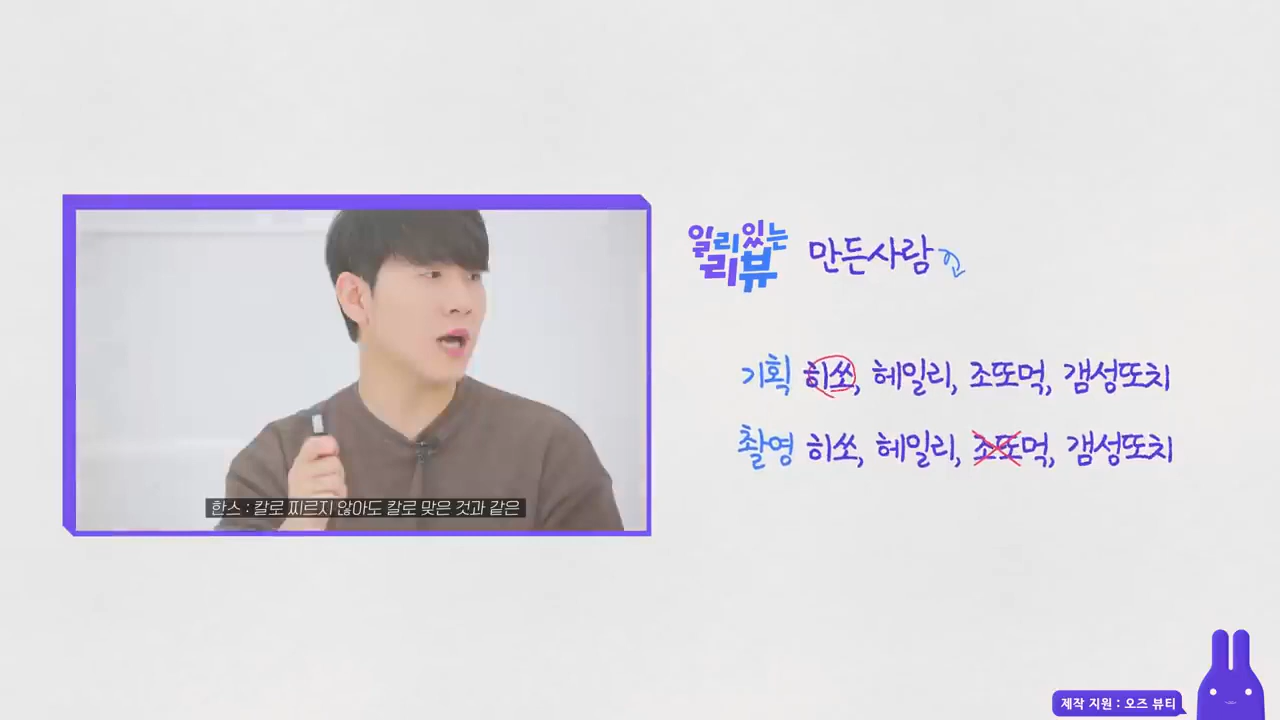 일리있는
리뷰
만든사람
기획 히쏘, 헤일리, 조또먹, 갬성또치
촬영 히쏘, 헤일리, 조또먹, 갬성또치
한스 : 칼로 찌르지 않아도 칼로 맞은 것과 같은
제작 지원 : 오즈 뷰티